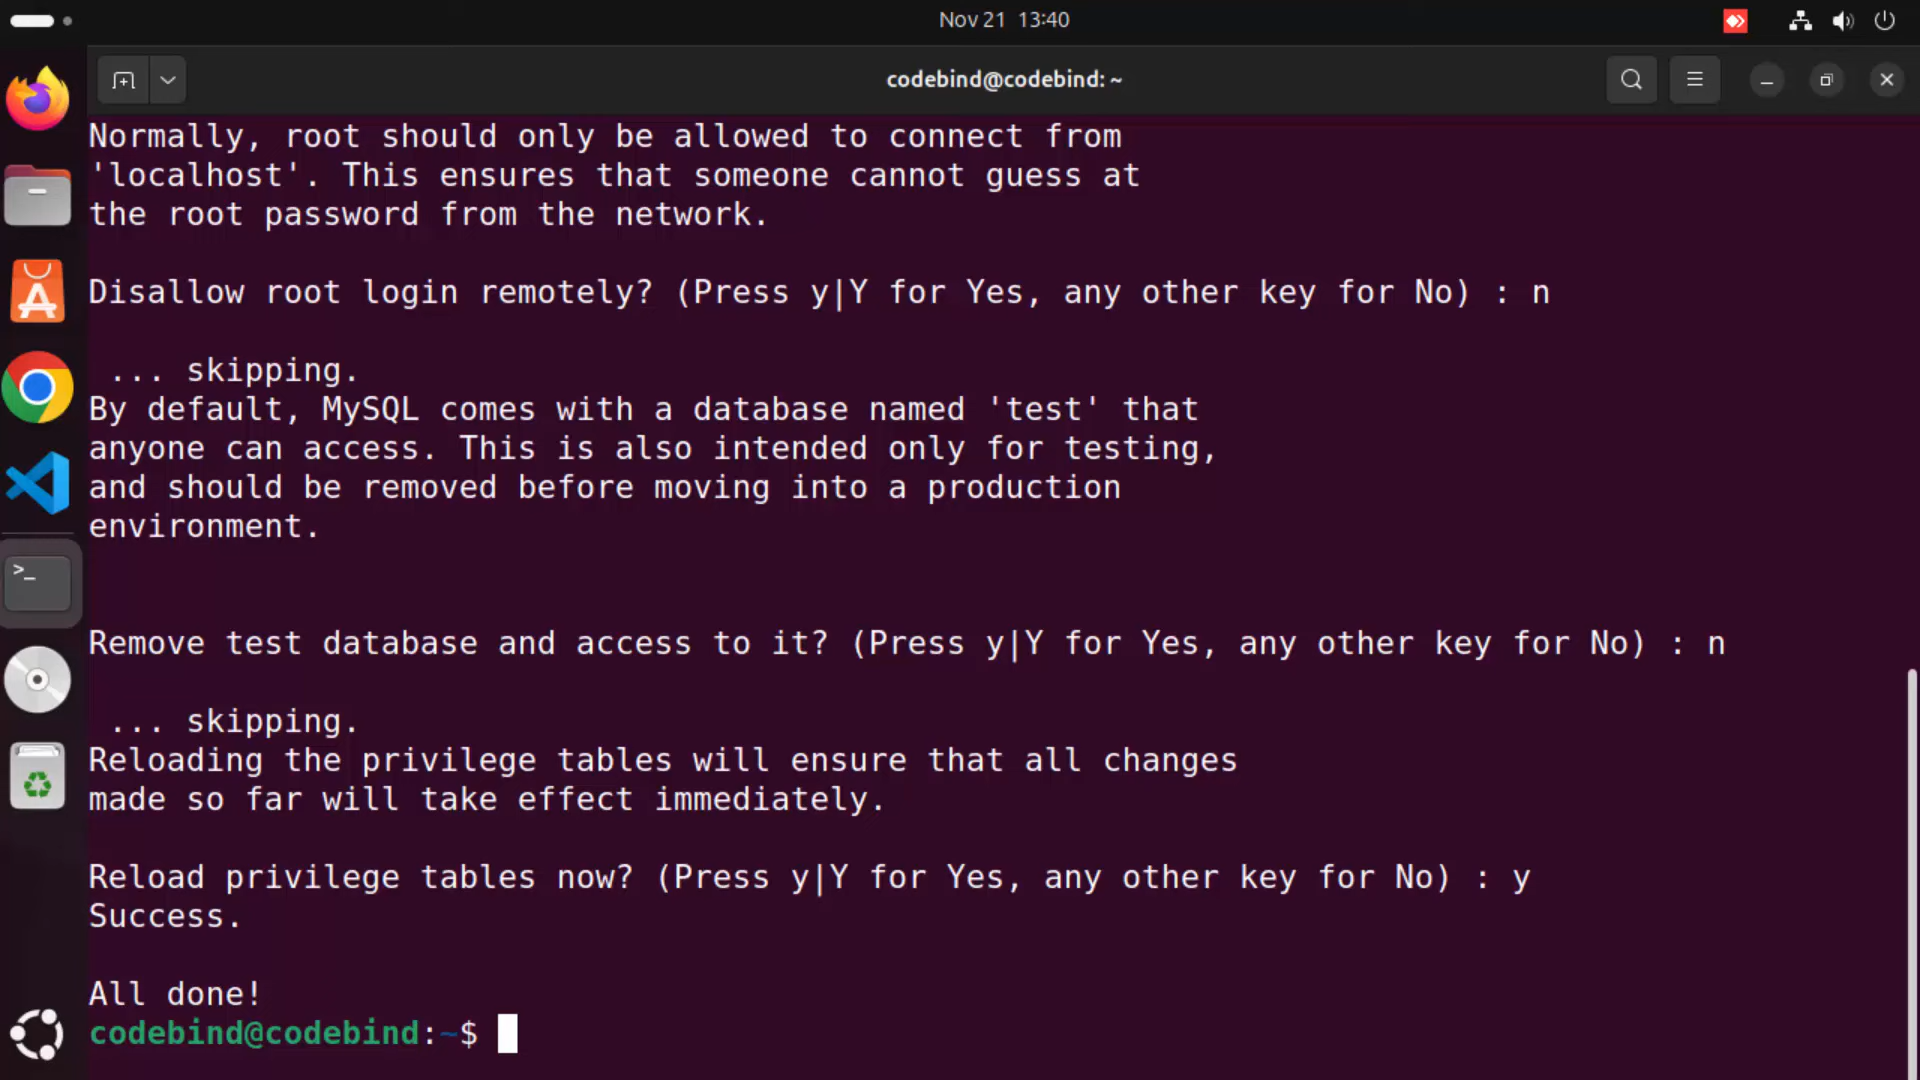 Nov 21 13:40
codebind@codebind: ~
Normally, root should only be allowed to connect from
'localhost'. This ensures that someone cannot guess at
the root password from the network.
Disallow root login remotely? (Press y|Y for Yes, any other key for No) : n
... skipping.
By default, MySQL comes with a database named 'test' that
anyone can access. This is also intended only for testing,
and should be removed before moving into a production
environment.
Remove test database and access to it? (Press y|Y for Yes, any other key for No) : n
... skipping.
Reloading the privilege tables will ensure that all changes
made so far will take effect immediately.
Reload privilege tables now? (Press y|Y for Yes, any other key for No) : y
Success.
All done!
codebind@codebind:~$